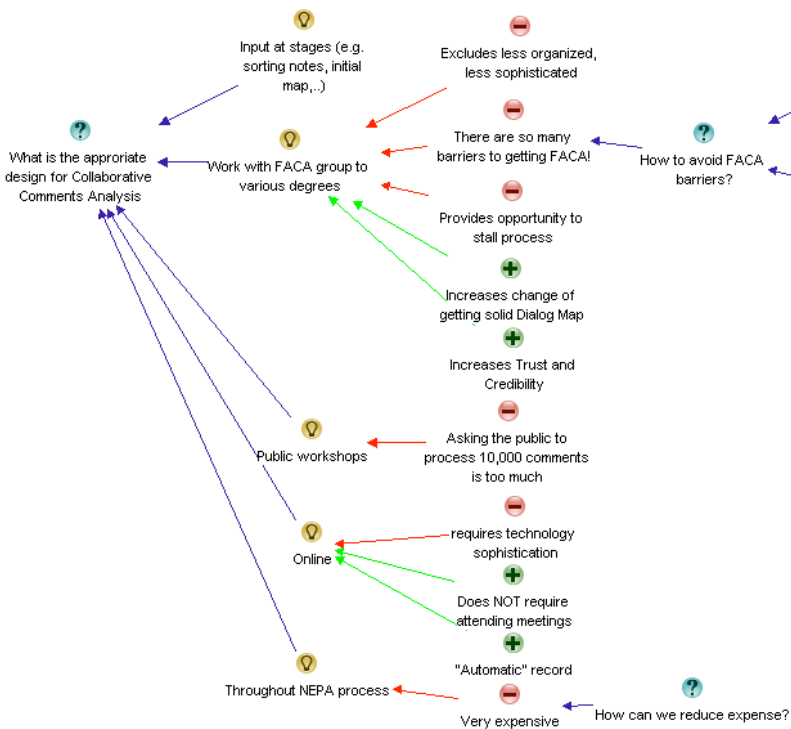 Input at stages (e.g.
sorting notes, initial
map,..)
Excludes less organized,
less sophisticated
What is the approriate
design for Collaborative
Comments Analysis
Work with FACA group to
various degrees
There are so many
barriers to getting FACA!
How to avoid FACA
barriers?
Provides opportunity to
stall process
Increases change of
getting solid Dialog Map
Increases Trust and
Credibility
Public workshops
Asking the public to
process 10,000 comments
is too much
Online
requires technology
sophistication
Does NOT require
attending meetings
"Automatic" record
Throughout NEPA process
Very expensive
How can we reduce expense?